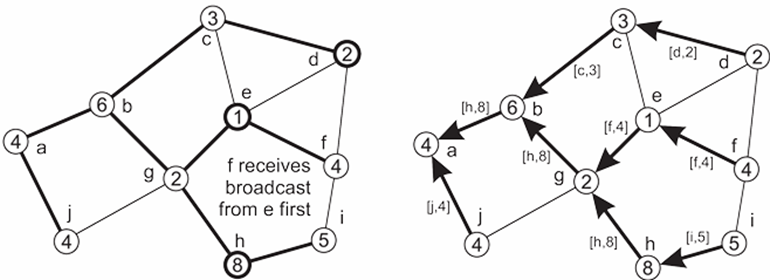 3
c
2
d
6
b
e
1
4
a
f
4
g
2
f receives
broadcast
from e first
j
4
h
8
i
5
3
c
[d,2]
2
d
[c,3]
6
b
[h,8]
e
1
4
a
[f,4]
[f,4]
f
4
[h,8]
g
2
[j,4]
j
4
[h,8]
h
8
[i,5]
i
5